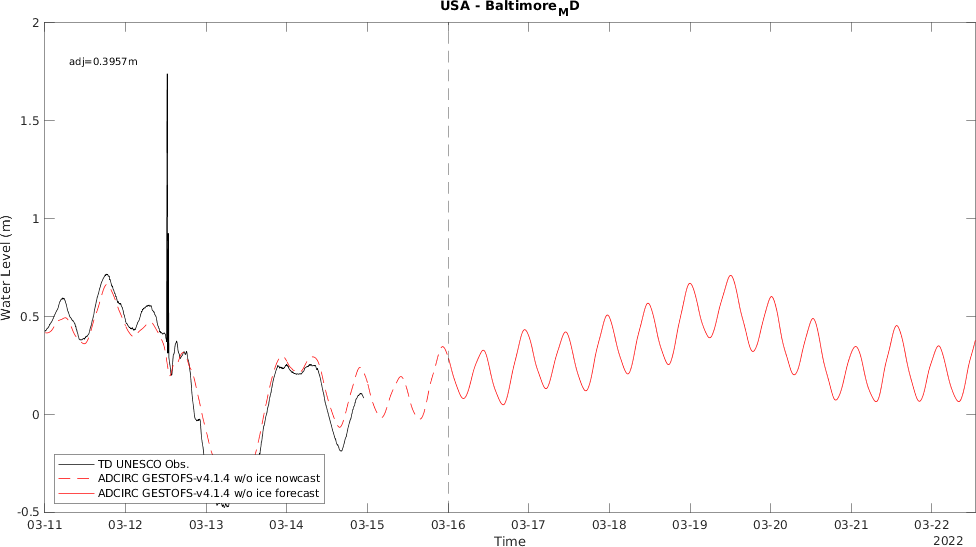 USA - Baltimore_MD
adj=0.3957m
2
1.5
1
0.5
0
-0.5
Water Level (m)
TD UNESCO Obs.
ADCIRC GESTOFS-v4.1.4 w/o ice nowcast
ADCIRC GESTOFS-v4.1.4 w/o ice forecast
03-11 03-12 03-13 03-14 03-15 03-16 03-17 03-18 03-19 03-20 03-21 03-22
Time
2022